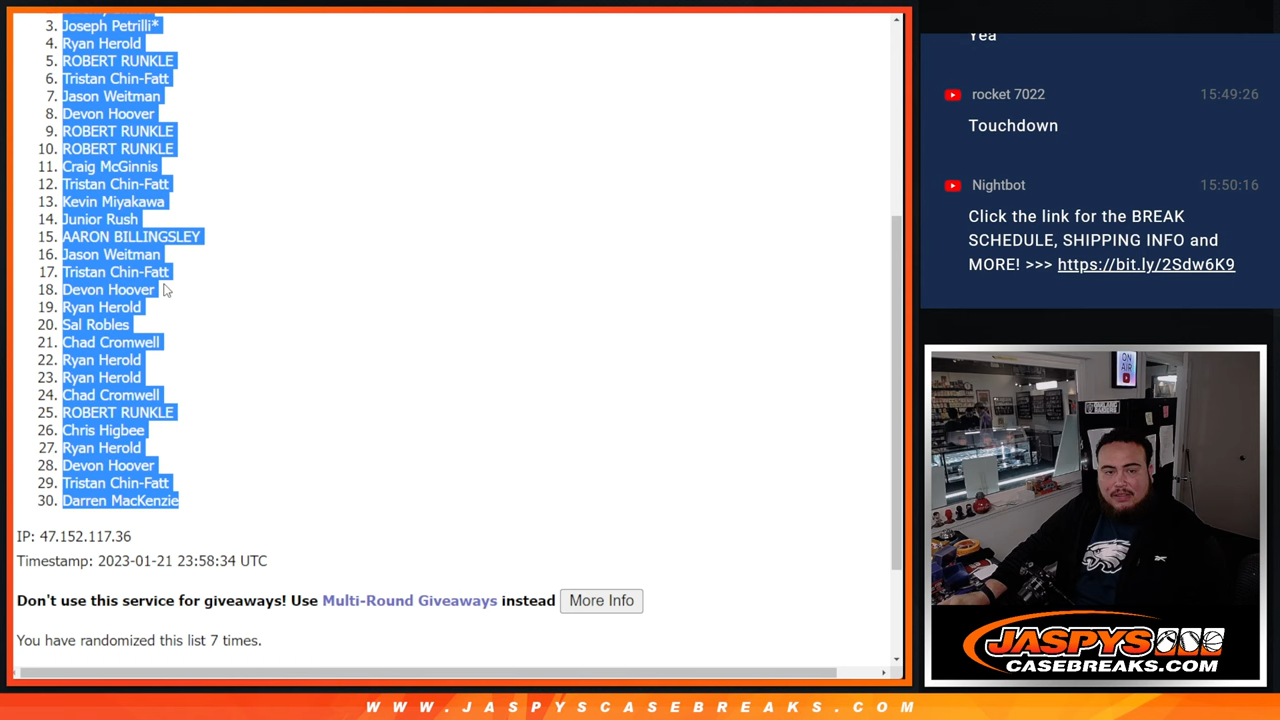 3. Joseph Petrilli*
4. Ryan Herold
5. ROBERT RUNKLE
6. Tristan Chin-Fatt
7. Jason Weitman
8. Devon Hoover
9. ROBERT RUNKLE
10. ROBERT RUNKLE
11. Craig McGinnis
12. Tristan Chin-Fatt
13. Kevin Miyakawa
14. Junior Rush
15. AARON BILLINGSLEY
16. Jason Weitman
17. Tristan Chin-Fatt
18. Devon Hoover
19. Ryan Herold
20. Sal Robles
21. Chad Cromwell
22. Ryan Herold
23. Ryan Herold
24. Chad Cromwell
25. ROBERT RUNKLE
26. Chris Higbee
27. Ryan Herold
28. Devon Hoover
29. Tristan Chin-Fatt
30. Darren MacKenzie
IP: 47.152.117.36
Timestamp: 2023-01-21 23:58:34 UTC
Don't use this service for giveaways! Use Multi-Round Giveaways instead More Info
You have randomized this list 7 times.
Yea
rocket 7022 15:49:26
Touchdown
Nightbot 15:50:16
Click the link for the BREAK
SCHEDULE, SHIPPING INFO and
MORE! >>> https://bit.ly/2Sdw6K9
ON
AIR
JASPYS
CASEBREAKS.COM
WWW.JASPYSCASEBREAKS.COM